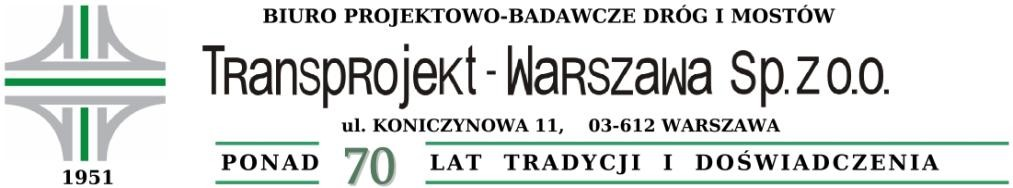 BIURO PROJEKTOWO-BADAWCZE DRÓG I MOSTÓW
Transprojekt-Warszawa Sp. z o.o.
ul. KONICZYNOWA 11, 03-612 WARSZAWA
PONAD 70 LAT TRADYCJI I DOŚWIADCZENIA
1951